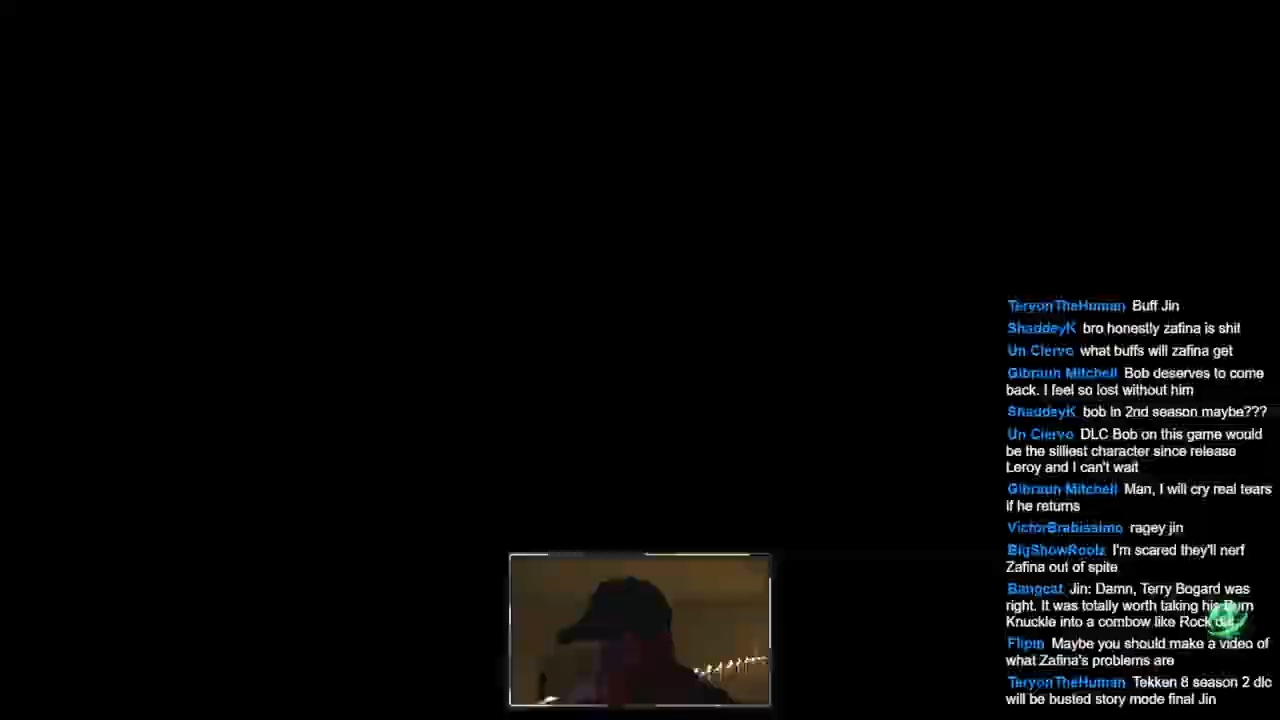 TeryonTheHuman Buff Jin
ShaddeyK bro honestly zafina is shit
Un Ciervo what buffs will zafina get
Gibraun Mitchell Bob deserves to come
back. I feel so lost without him
ShaddeyK bob in 2nd season maybe???
Un Ciervo DLC Bob on this game would
be the silliest character since release
Leroy and I can't wait
Gibraun Mitchell Man, I will cry real tears
if he returns
VictorBrabissimo ragey jin
BigShowRoolz I'm scared they'll nerf
Zafina out of spite
Bangcat Jin: Damn, Terry Bogard was
right. It was totally worth taking his Burn
Knuckle into a combow like Rock
Flipm Maybe you should make a video of
what Zafina's problems are
TeryonTheHuman Tekken 8 season 2 dlc
will be busted story mode final Jin